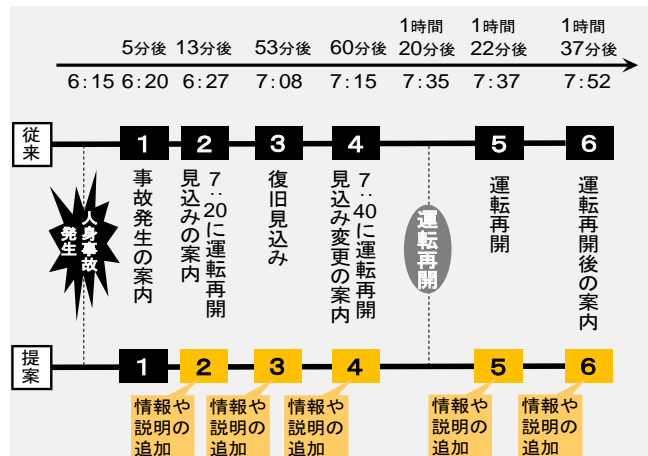 5分後 13分後 53分後 60分後 1時間20分後 1時間22分後 1時間37分後
6:15 6:20 6:27 7:08 7:15 7:35 7:37 7:52
従来
1 2 3 4 5 6
人身事故
発生
事故発生の案内
7:20に運転再開
見込みの案内
復旧見込み
7:40に運転再開
見込み変更の案内
運転再開
運転再開
運転再開後の案内
提案
1 2 3 4 5 6
情報や
説明の
追加
情報や
説明の
追加
情報や
説明の
追加
情報や
説明の
追加
情報や
説明の
追加